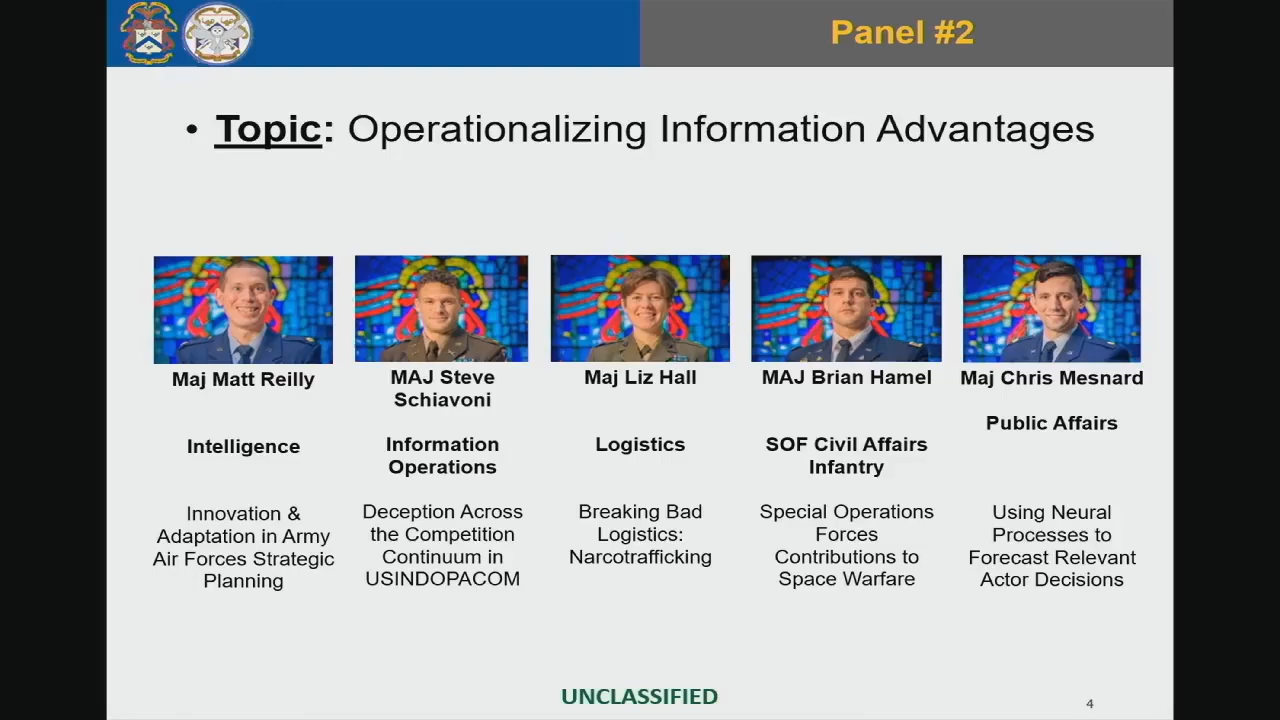 Panel #2
• Topic: Operationalizing Information Advantages
Maj Matt Reilly
Intelligence
Innovation &
Adaptation in Army
Air Forces Strategic
Planning
MAJ Steve
Schiavoni
Information
Operations
Deception Across
the Competition
Continuum in
USINDOPACOM
Maj Liz Hall
Logistics
Breaking Bad
Logistics:
Narcotrafficking
MAJ Brian Hamel
SOF Civil Affairs
Infantry
Special Operations
Forces
Contributions to
Space Warfare
Maj Chris Mesnard
Public Affairs
Using Neural
Processes to
Forecast Relevant
Actor Decisions
UNCLASSIFIED
4